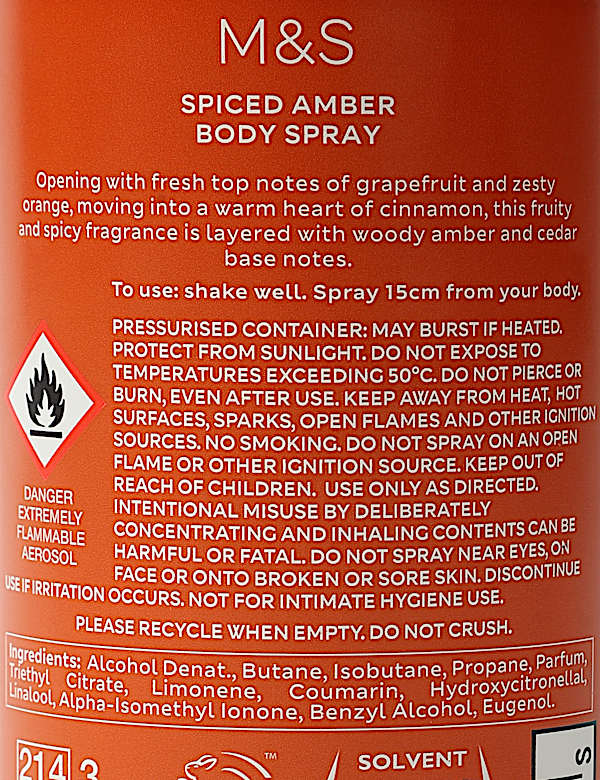 M&S
SPICED AMBER
BODY SPRAY
Opening with fresh top notes of grapefruit and zesty
orange, moving into a warm heart of cinnamon, this fruity
and spicy fragrance is layered with woody amber and cedar
base notes.
To use: shake well. Spray 15cm from your body.
PRESSURISED CONTAINER: MAY BURST IF HEATED.
PROTECT FROM SUNLIGHT. DO NOT EXPOSE TO
TEMPERATURES EXCEEDING 50°C. DO NOT PIERCE OR
BURN, EVEN AFTER USE. KEEP AWAY FROM HEAT, HOT
SURFACES, SPARKS, OPEN FLAMES AND OTHER IGNITION
SOURCES. NO SMOKING. DO NOT SPRAY ON AN OPEN
FLAME OR OTHER IGNITION SOURCE. KEEP OUT OF
REACH OF CHILDREN. USE ONLY AS DIRECTED.
INTENTIONAL MISUSE BY DELIBERATELY
CONCENTRATING AND INHALING CONTENTS CAN BE
HARMFUL OR FATAL. DO NOT SPRAY NEAR EYES, ON
FACE OR ONTO BROKEN OR SORE SKIN. DISCONTINUE
USE IF IRRITATION OCCURS. NOT FOR INTIMATE HYGIENE USE.
DANGER
EXTREMELY
FLAMMABLE
AEROSOL
PLEASE RECYCLE WHEN EMPTY. DO NOT CRUSH.
Ingredients: Alcohol Denat., Butane, Isobutane, Propane, Parfum,
Triethyl Citrate, Limonene, Coumarin, Hydroxycitronellal,
Linalool, Alpha-Isomethyl Ionone, Benzyl Alcohol, Eugenol.
214 3
TM
SOLVENT